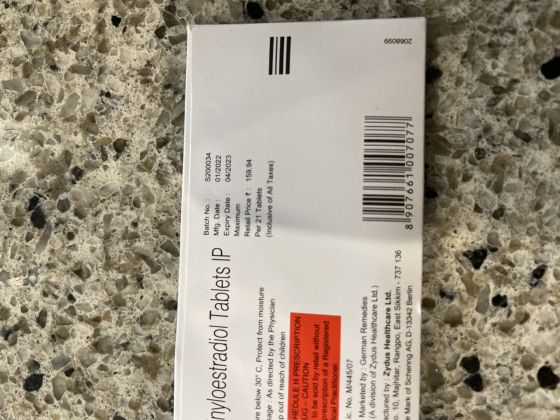 nyloestradiol Tablets IP
Batch No. : S200034
Mfg. Date : 01/2022
Expiry Date : 04/2023
Maximum
Retail Price ₹ : 159.94
Per 21 Tablets
(Inclusive of All Taxes)
re below 30° C, Protect from moisture
age : As directed by the Physician
p out of reach of children
HEDULE H PRESCRIPTION
UG – CAUTION
to be sold by retail without
rescription of a Registered
ical Practitioner.
ic. No. M/445/07
Marketed by : German Remedies
(A division of Zydus Healthcare Ltd.)
ctured by : Zydus Healthcare Ltd.
10, Majhitar, Rangpo, East Sikkim - 737 136
e Mark of Schering AG, D-13342 Berlin
8 907661 007077
2068099